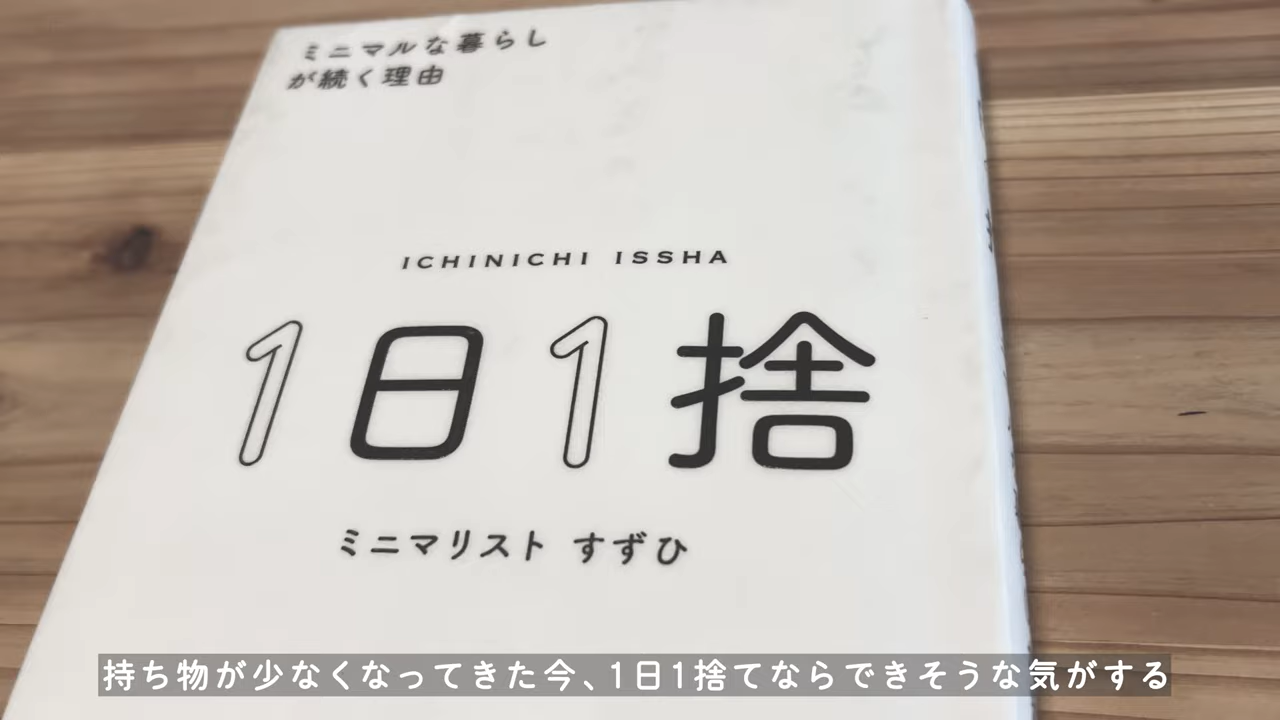 ミニマルな暮らし
が続く理由
ICHINICHI ISSHA
1日1捨
ミニマリスト すずひ
持ち物が少なくなってきた今、1日1捨てならできそうな気がする